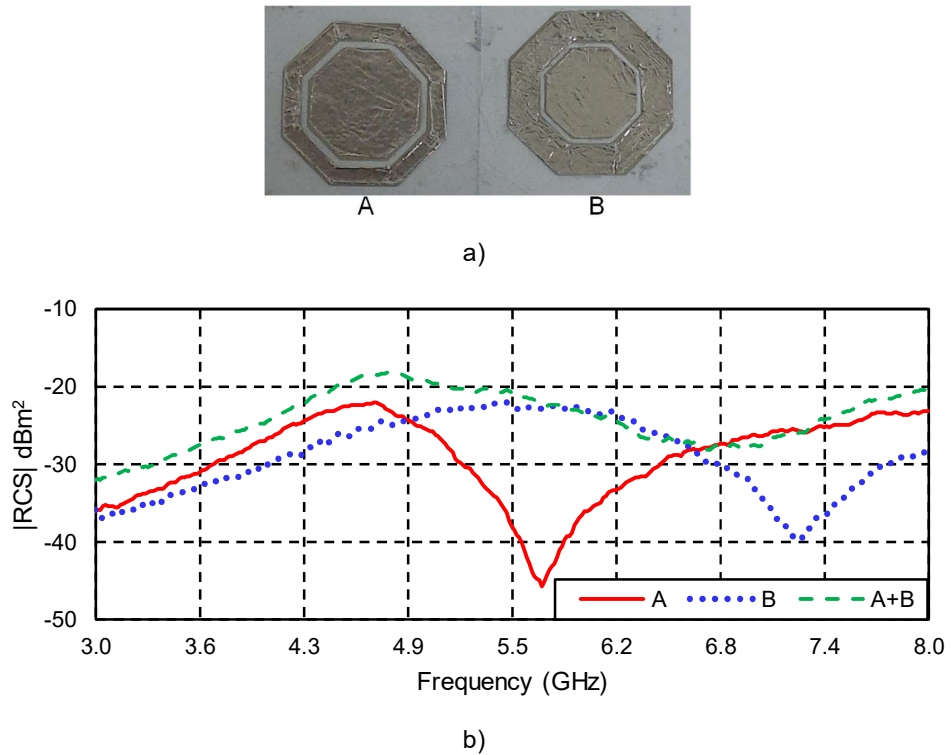 A B
a)
-10
-20
-30
-40
-50
|RCS| dBm²
A B A+B
3.0 3.6 4.3 4.9 5.5 6.2 6.8 7.4 8.0
Frequency (GHz)
b)